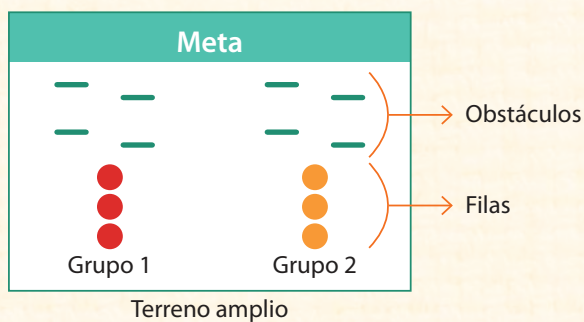 Meta
Obstáculos
Filas
Grupo 1
Grupo 2
Terreno amplio